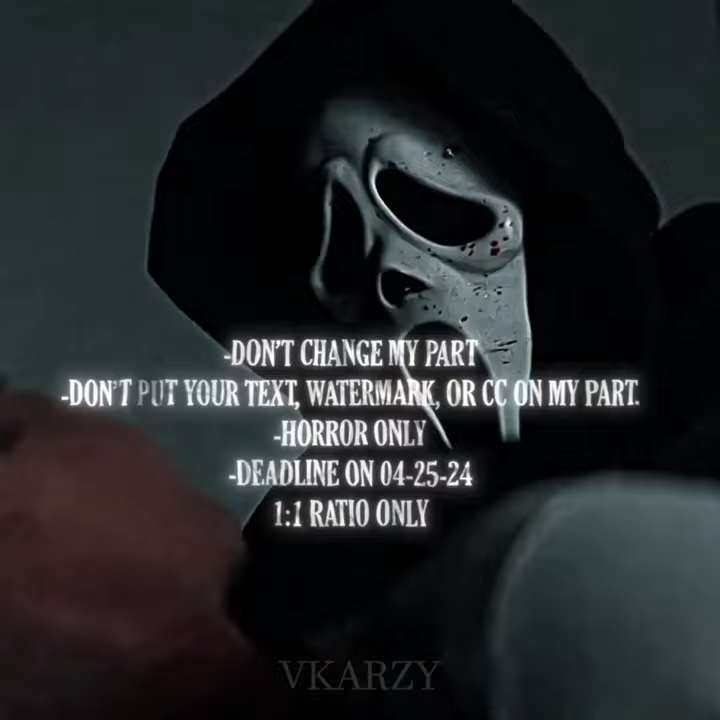 -DON'T CHANGE MY PART
-DON'T PUT YOUR TEXT, WATERMARK, OR CC ON MY PART.
-HORROR ONLY
-DEADLINE ON 04-25-24
1:1 RATIO ONLY
VKARZY